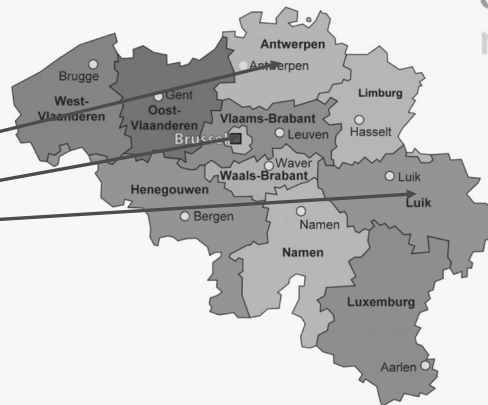 Antwerpen
Antwerpen
Brugge
Gent
West-
Vlaanderen
Oost-
Vlaanderen
Limburg
Hasselt
Vlaams-Brabant
Leuven
Brussel
Waver
Waals-Brabant
Henegouwen
Bergen
Luik
Luik
Namen
Namen
Luxemburg
Aarlen